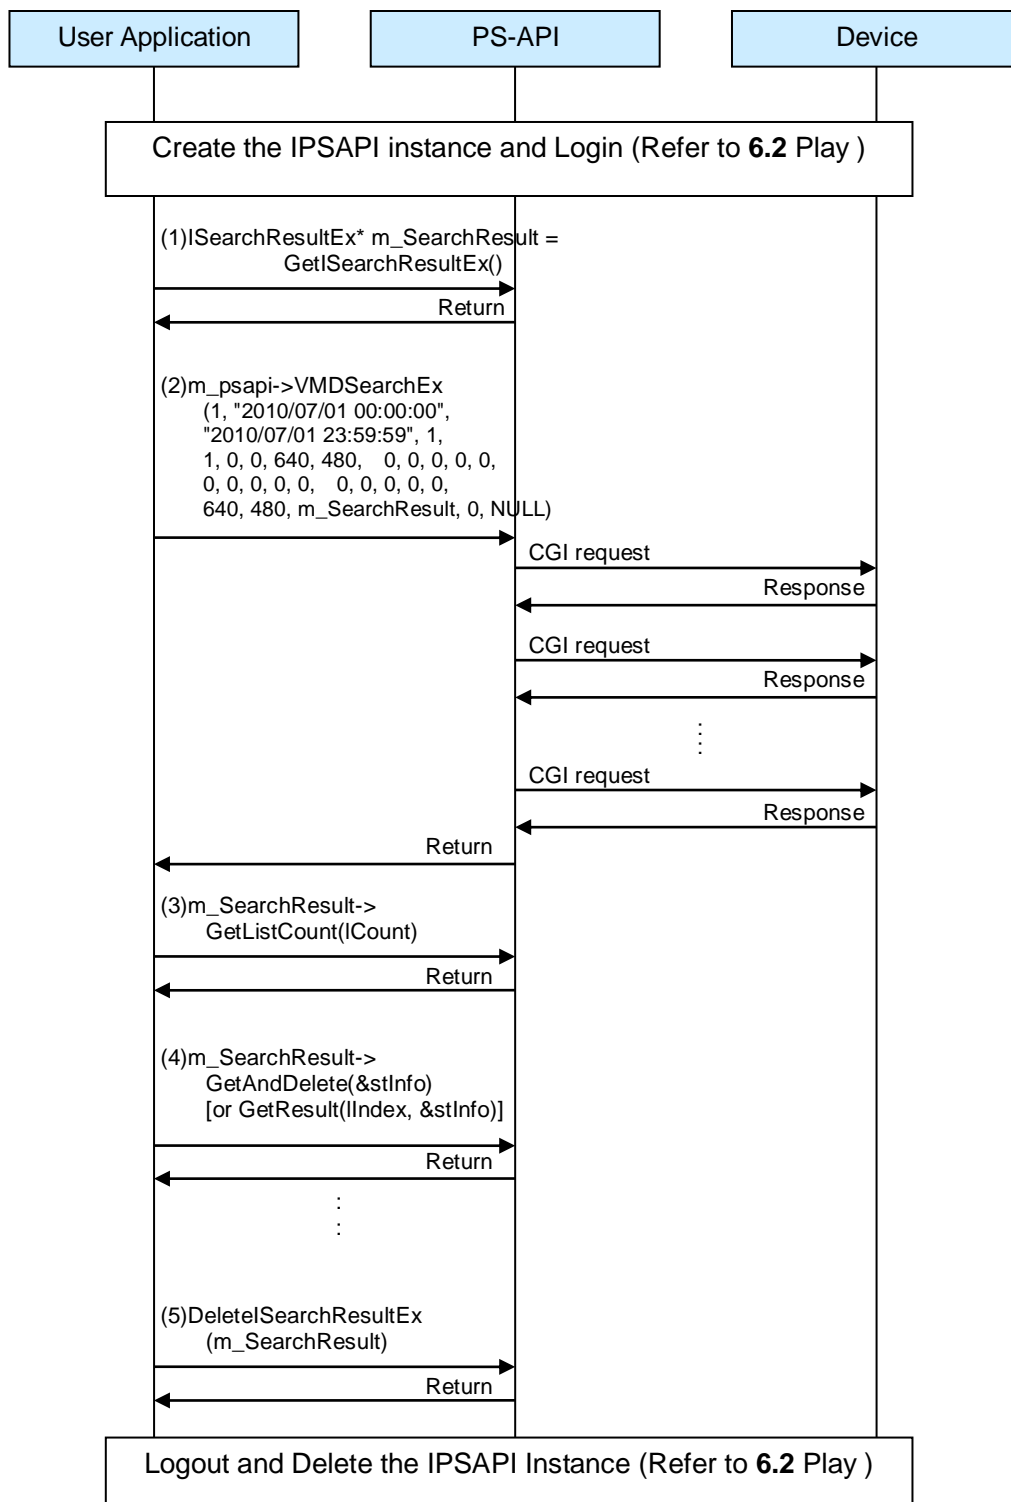 User Application
PS-API
Device
Create the IPSAPI instance and Login (Refer to 6.2 Play )
(1)ISearchResultEx* m_SearchResult =
GetISearchResultEx()
Return
(2)m_psapi->VMDSearchEx
(1, "2010/07/01 00:00:00",
"2010/07/01 23:59:59", 1,
1, 0, 0, 640, 480, 0, 0, 0, 0, 0,
0, 0, 0, 0, 0, 0, 0, 0, 0, 0,
640, 480, m_SearchResult, 0, NULL)
CGI request
Response
CGI request
Response
CGI request
Response
Return
(3)m_SearchResult->
GetListCount(lCount)
Return
(4)m_SearchResult->
GetAndDelete(&stInfo)
[or GetResult(lIndex, &stInfo)]
Return
(5)DeleteISearchResultEx
(m_SearchResult)
Return
Logout and Delete the IPSAPI Instance (Refer to 6.2 Play )